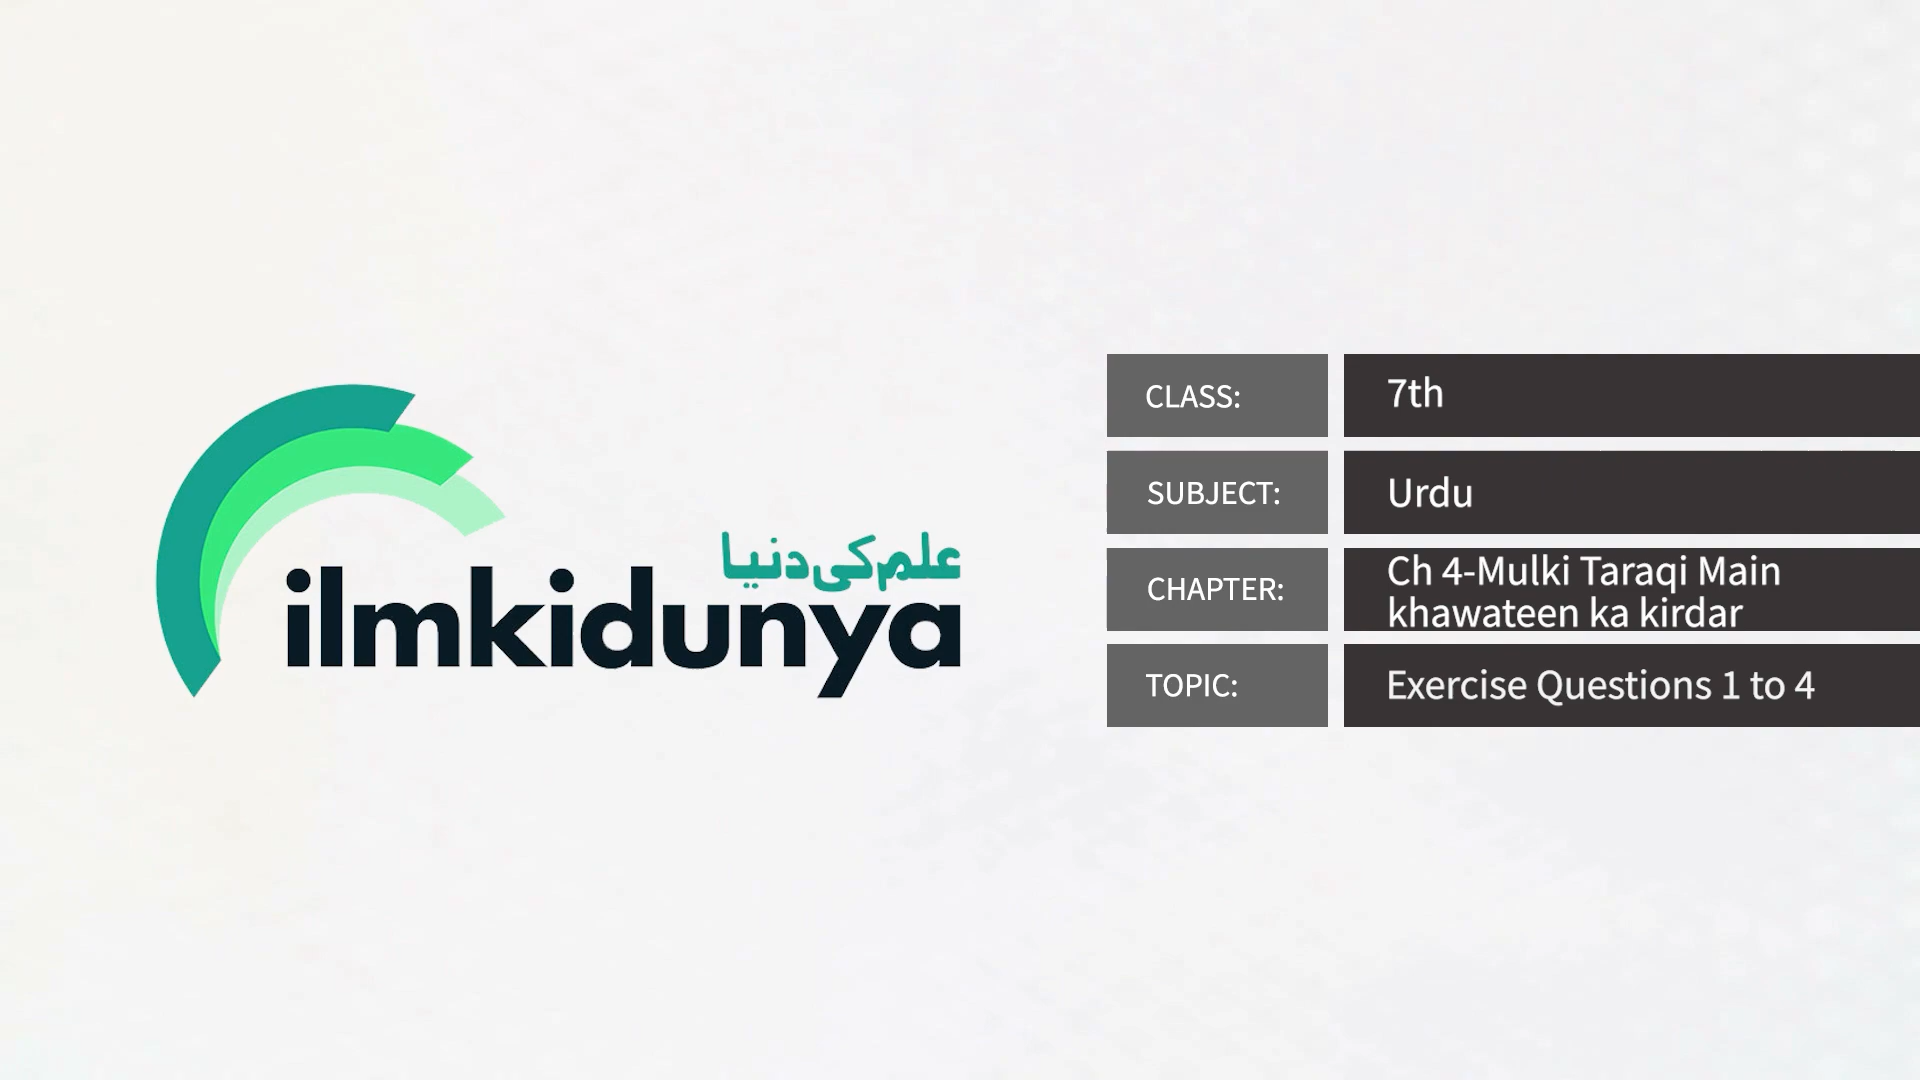 علم کی دنیا
ilmkidunya
CLASS: 7th
SUBJECT: Urdu
CHAPTER: Ch 4-Mulki Taraqi Main
khawateen ka kirdar
TOPIC: Exercise Questions 1 to 4